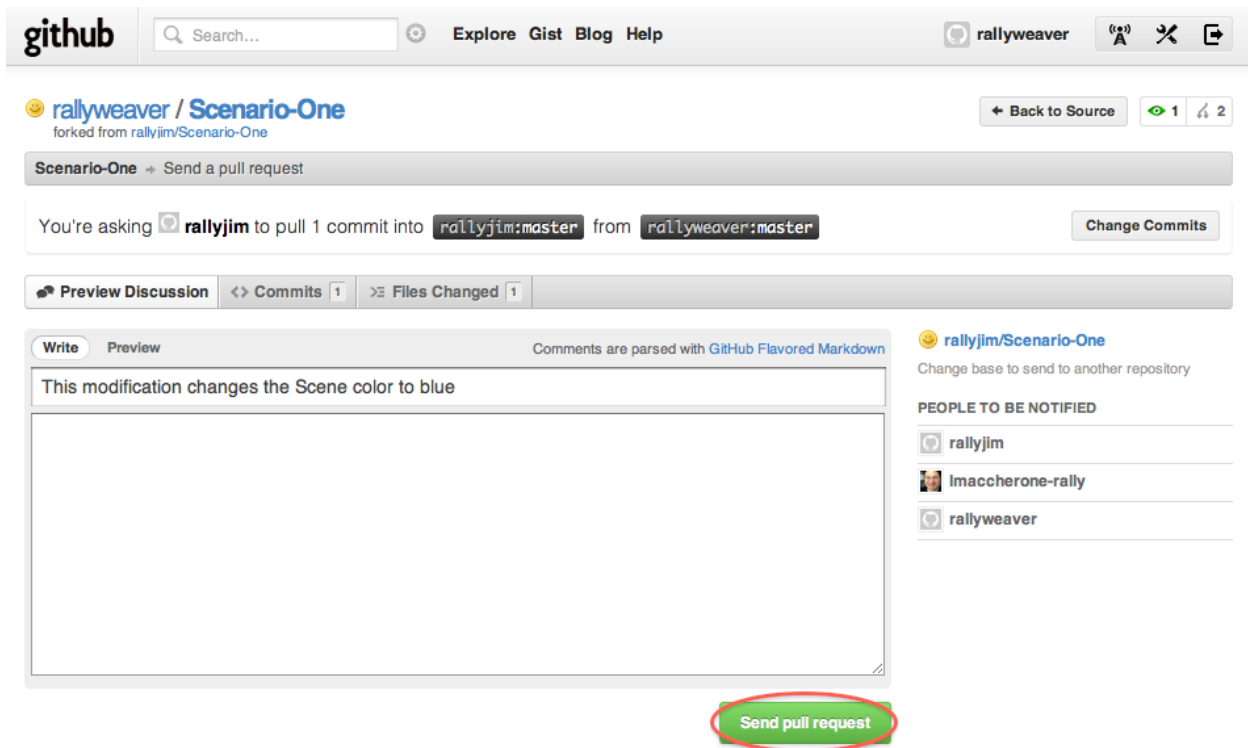 github Search... Explore Gist Blog Help rallyweaver
rallyweaver / Scenario-One ← Back to Source 1 2
forked from rallyjim/Scenario-One
Scenario-One → Send a pull request
You're asking rallyjim to pull 1 commit into rallyjim:master from rallyweaver:master Change Commits
Preview Discussion <> Commits 1 Files Changed 1
Write Preview Comments are parsed with GitHub Flavored Markdown
This modification changes the Scene color to blue
rallyjim/Scenario-One
Change base to send to another repository
PEOPLE TO BE NOTIFIED
rallyjim
lmaccherone-rally
rallyweaver
Send pull request